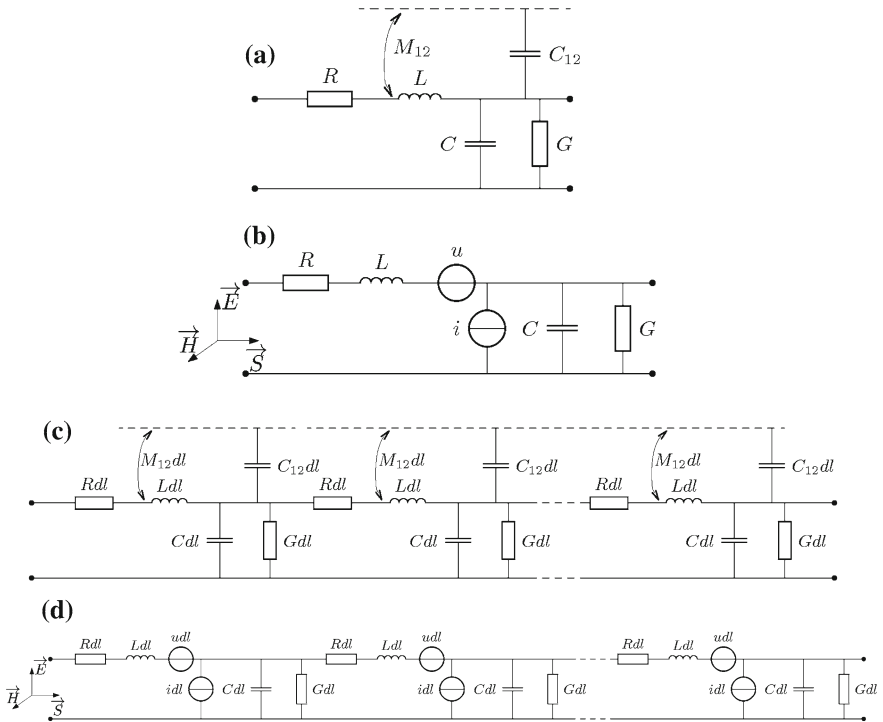 (a)
M₁₂
C₁₂
R
L
C
G
(b)
R
L
u
E⃗
H⃗
S⃗
i
C
G
(c)
M₁₂dl
C₁₂dl
M₁₂dl
C₁₂dl
M₁₂dl
C₁₂dl
Rdl
Ldl
Rdl
Ldl
Rdl
Ldl
Cdl
Gdl
Cdl
Gdl
Cdl
Gdl
(d)
Rdl
Ldl
udl
Rdl
Ldl
udl
Rdl
Ldl
udl
E⃗
H⃗
S⃗
idl
Cdl
Gdl
idl
Cdl
Gdl
idl
Cdl
Gdl